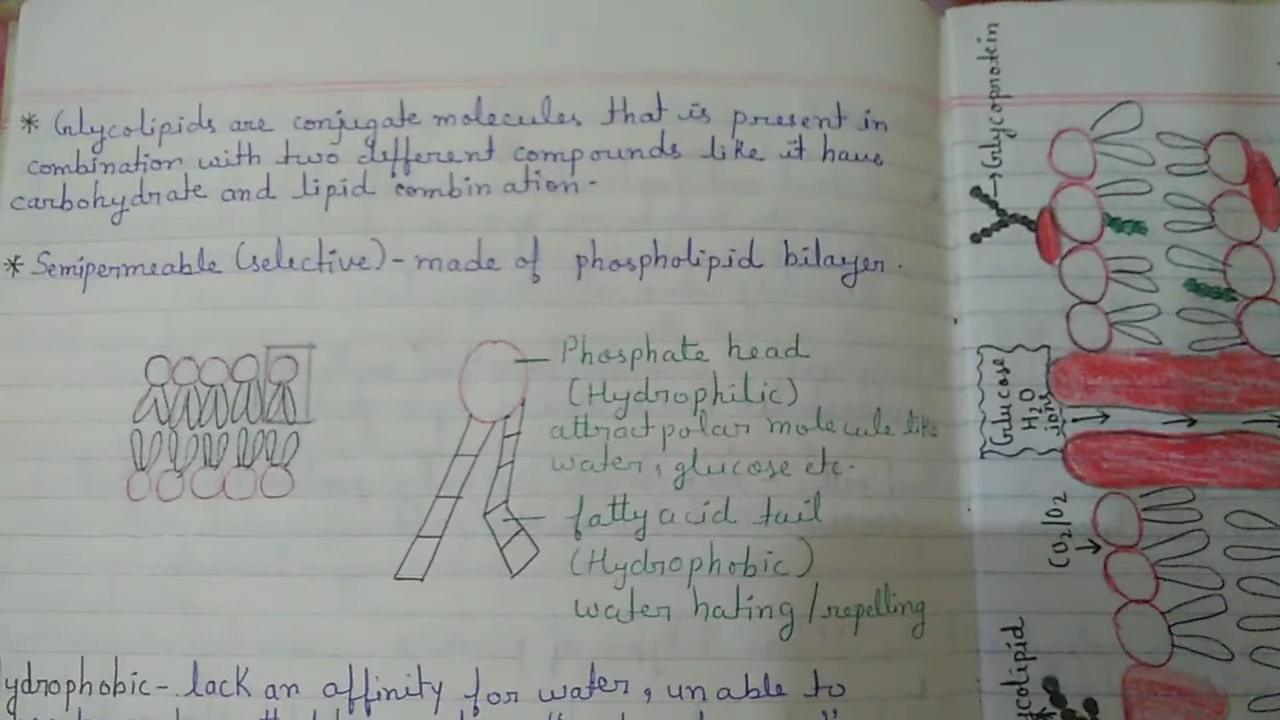 * Glycolipids are conjugate molecules that is present in
combination with two different compounds like it have
carbohydrate and lipid combination.
* Semipermeable (selective) - made of phospholipid bilayer.
Phosphate head
(Hydrophilic)
attract polar molecule like
water, glucose etc.
fatty acid tail
(Hydrophobic)
water hating / repelling
ydrophobic - lack an affinity for water, unable to
Glycoprotein
Glucose
H2O
ions
CO2/O2
ycolipid